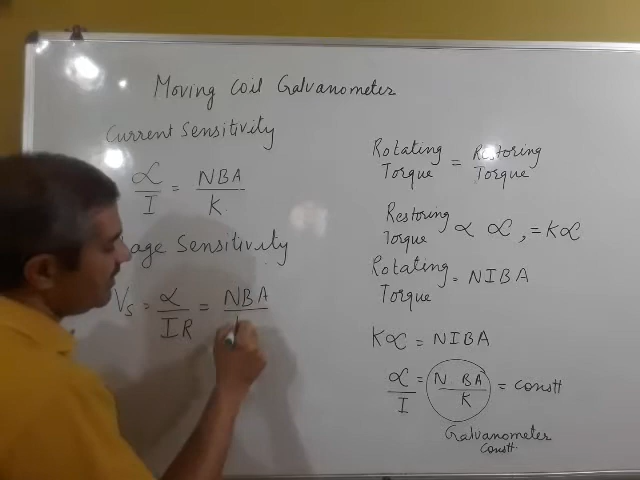 Moving Coil Galvanometer
Current Sensitivity
α/I = NBA/K
age Sensitivity
Vs = α/IR = NBA/
Rotating Torque = Restoring Torque
Restoring Torque ∝ α, = Kα
Rotating Torque = NIBA
Kα = NIBA
α/I = N BA/K = Constt
Galvanometer
Constt